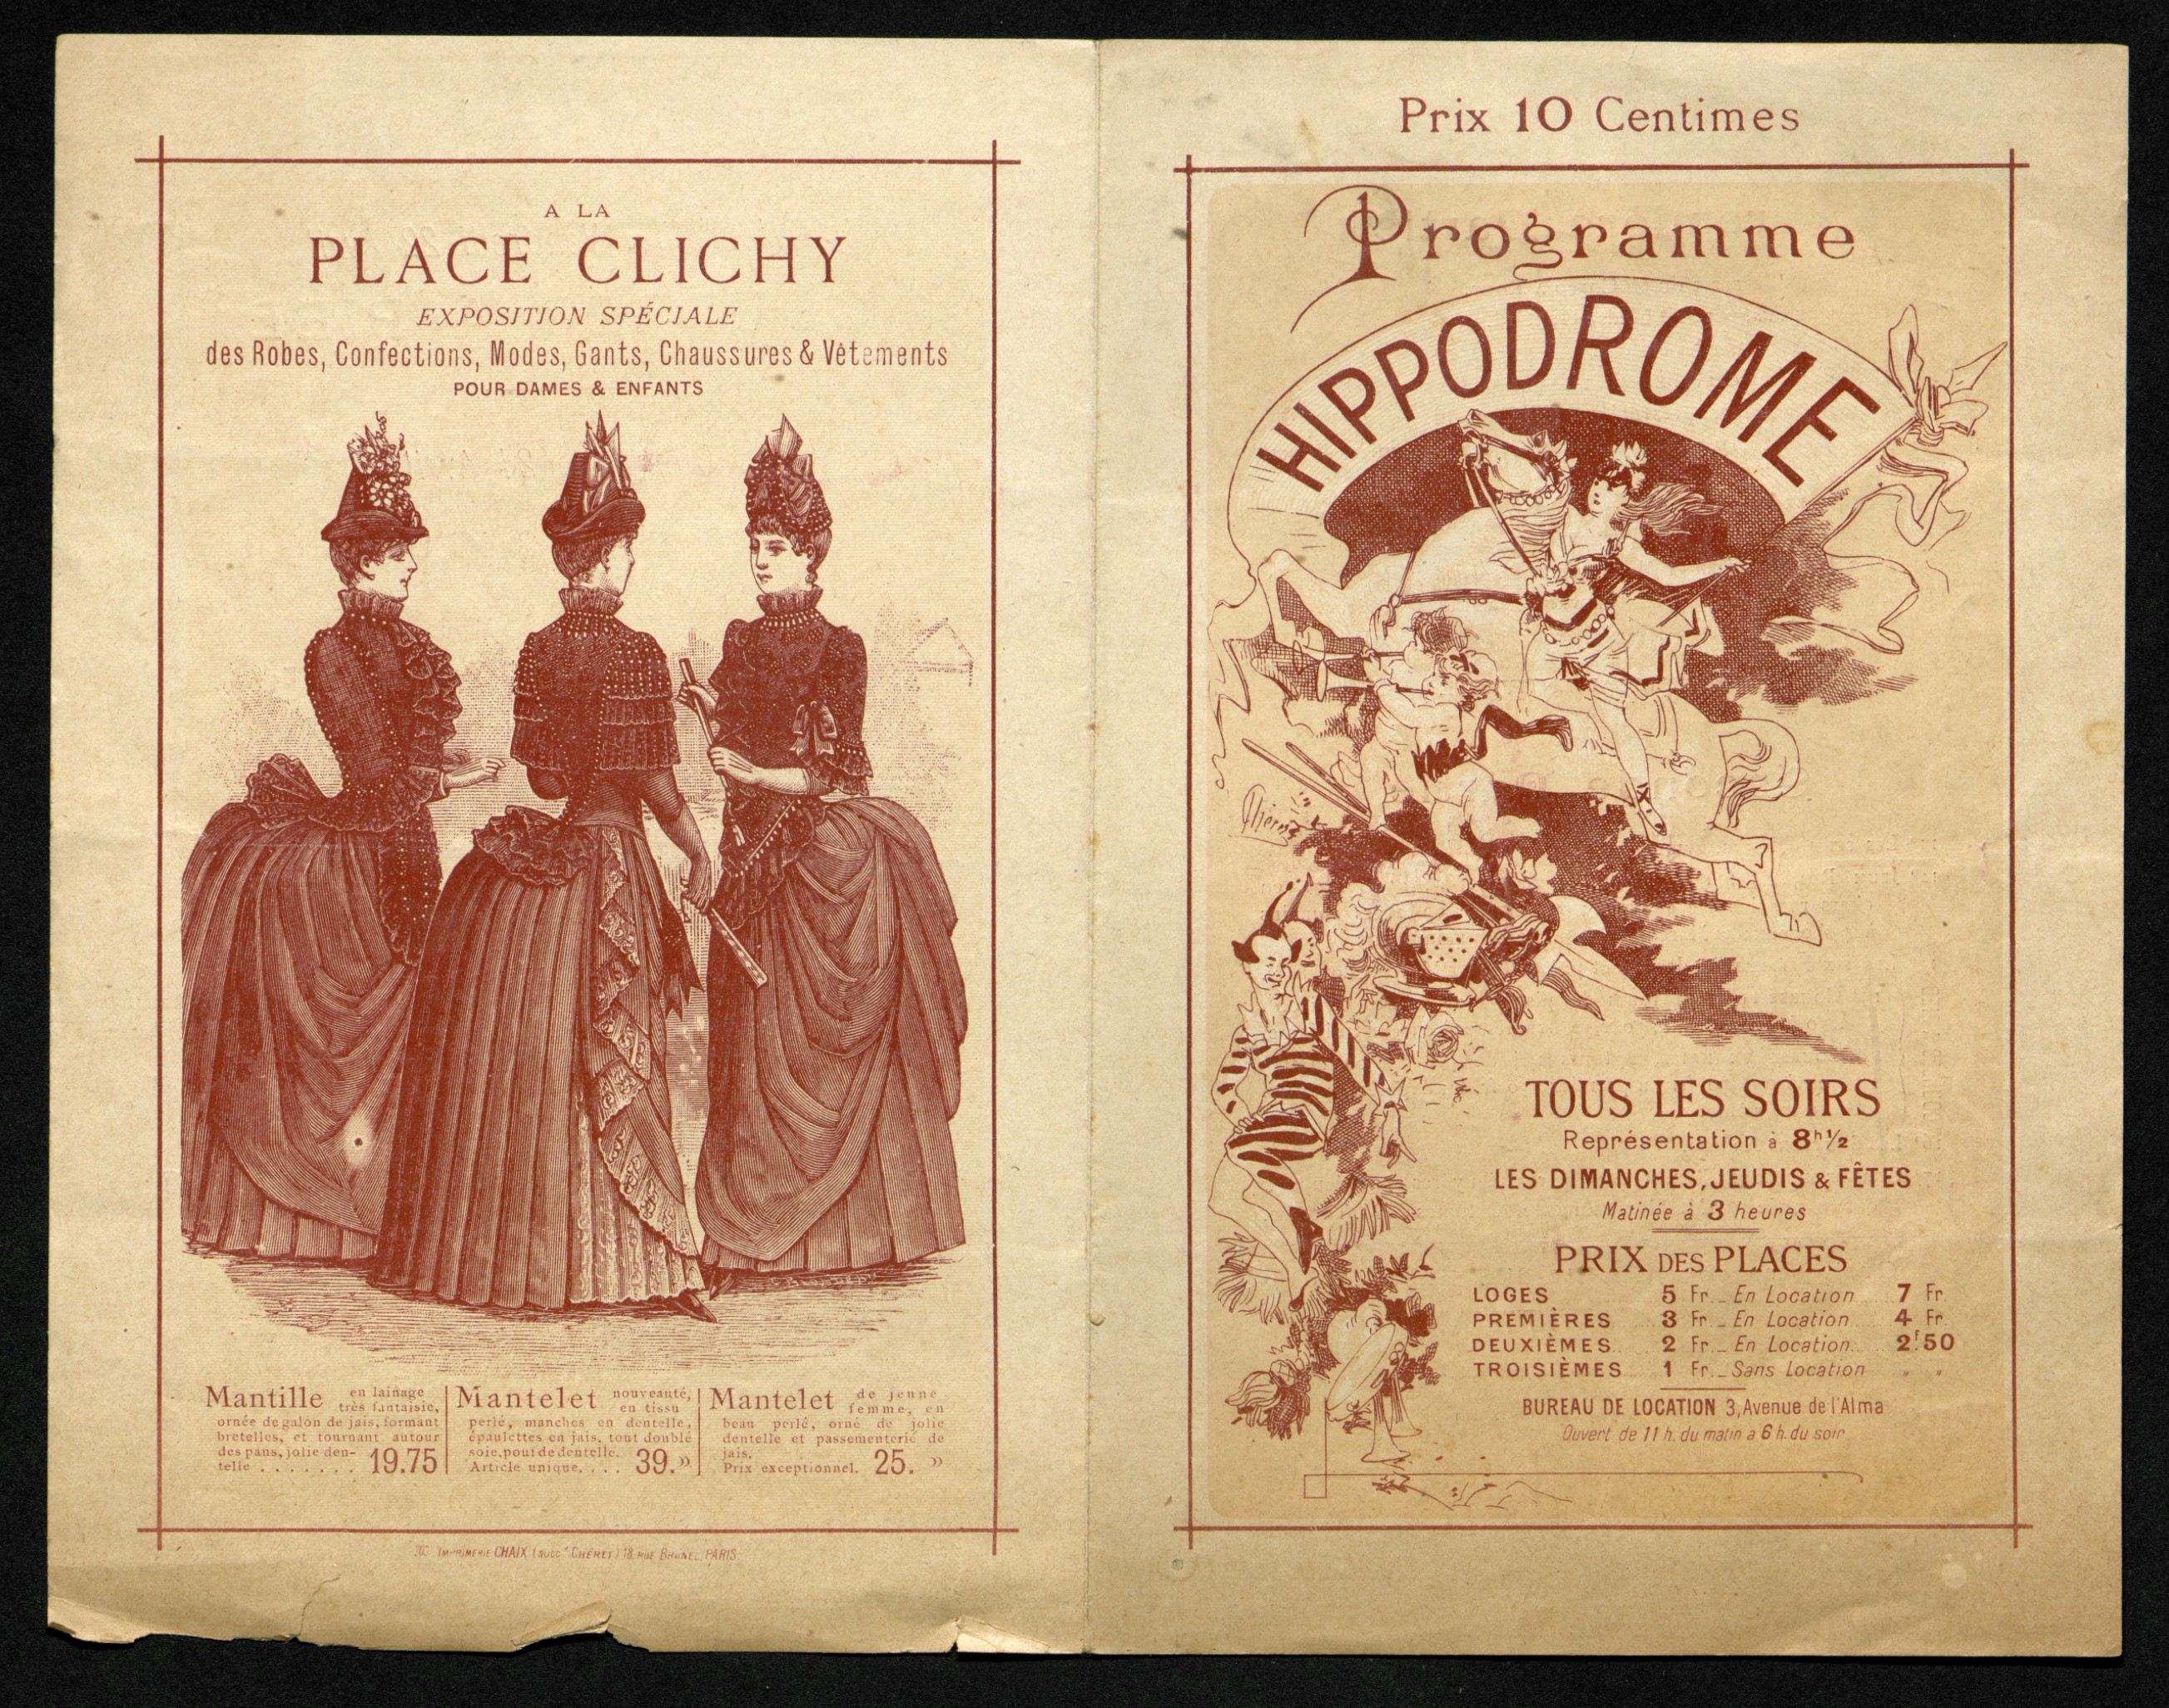 A LA
PLACE CLICHY
EXPOSITION SPÉCIALE
des Robes, Confections, Modes, Gants, Chaussures & Vêtements
POUR DAMES & ENFANTS
Mantille en lainage
très fantaisie,
ornée de galon de jais, formant
bretelles, et tournant autour
des pans, jolie den-
telle . . . . . . . 19.75
Mantelet nouveauté,
en tissu
perlé, manches en dentelle,
épaulettes en jais, tout doublé
soie, pouf de dentelle.
Article unique. . . . 39. »
Mantelet de jeune
femme, en
beau perlé, orné de jolie
dentelle et passementerie de
jais.
Prix exceptionnel. 25. »
IMPRIMERIE CHAIX (SUCC.le CHÉRET) 18 RUE BRUNEL, PARIS
Prix 10 Centimes
Programme
HIPPODROME
Chéret
TOUS LES SOIRS
Représentation à 8h ½
LES DIMANCHES, JEUDIS & FÊTES
Matinée à 3 heures
PRIX DES PLACES
LOGES 5 Fr. _ En Location 7 Fr.
PREMIÈRES 3 Fr. _ En Location 4 Fr.
DEUXIÈMES 2 Fr. _ En Location 2f.50
TROISIÈMES 1 Fr. _ Sans Location " "
BUREAU DE LOCATION 3, Avenue de l'Alma
Ouvert de 11 h. du matin à 6 h. du soir